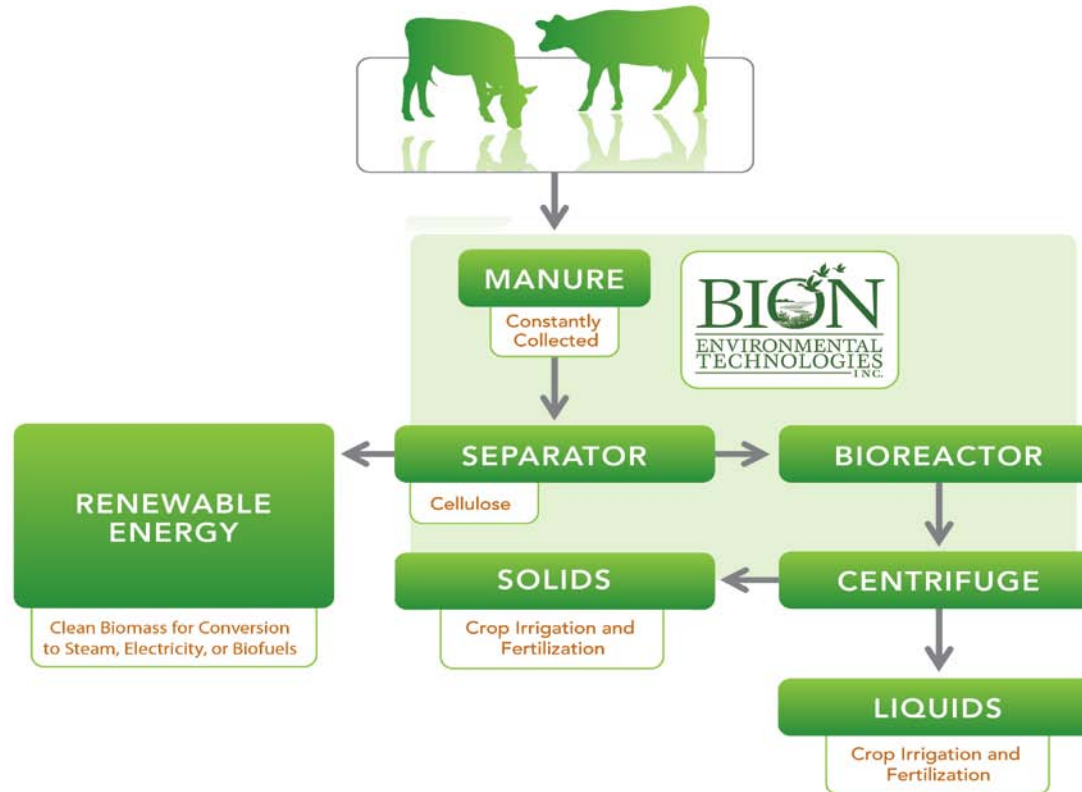 MANURE
Constantly
Collected
BION
ENVIRONMENTAL
TECHNOLOGIES
INC.
SEPARATOR
Cellulose
BIOREACTOR
RENEWABLE
ENERGY
Clean Biomass for Conversion
to Steam, Electricity, or Biofuels
SOLIDS
Crop Irrigation and
Fertilization
CENTRIFUGE
LIQUIDS
Crop Irrigation and
Fertilization